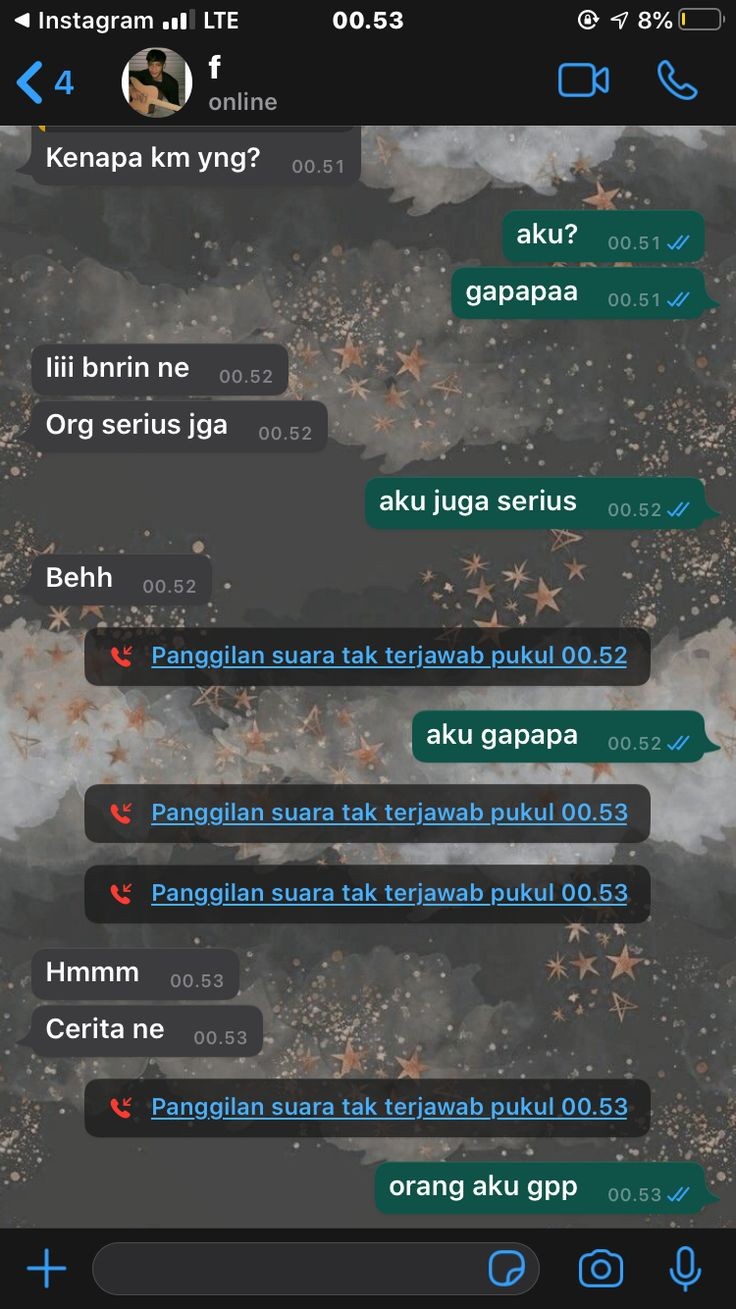 ◀ Instagram LTE 00.53 8%
4 f
online
Kenapa km yng? 00.51
aku? 00.51
gapapaa 00.51
Iiii bnrin ne 00.52
Org serius jga 00.52
aku juga serius 00.52
Behh 00.52
Panggilan suara tak terjawab pukul 00.52
aku gapapa 00.52
Panggilan suara tak terjawab pukul 00.53
Panggilan suara tak terjawab pukul 00.53
Hmmm 00.53
Cerita ne 00.53
Panggilan suara tak terjawab pukul 00.53
orang aku gpp 00.53